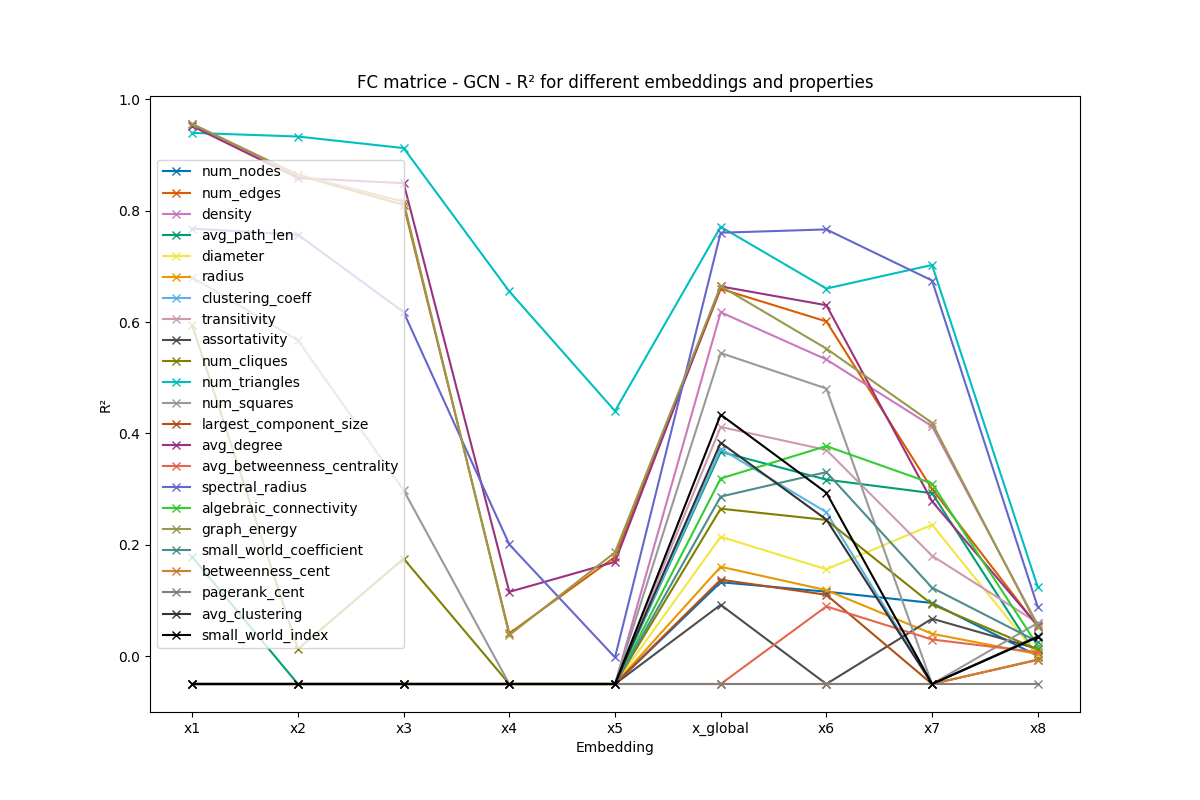 FC matrice - GCN - R² for different embeddings and properties
1.0
0.8
0.6
0.4
0.2
0.0
R²
num_nodes
num_edges
density
avg_path_len
diameter
radius
clustering_coeff
transitivity
assortativity
num_cliques
num_triangles
num_squares
largest_component_size
avg_degree
avg_betweenness_centrality
spectral_radius
algebraic_connectivity
graph_energy
small_world_coefficient
betweenness_cent
pagerank_cent
avg_clustering
small_world_index
x1 x2 x3 x4 x5 x_global x6 x7 x8
Embedding